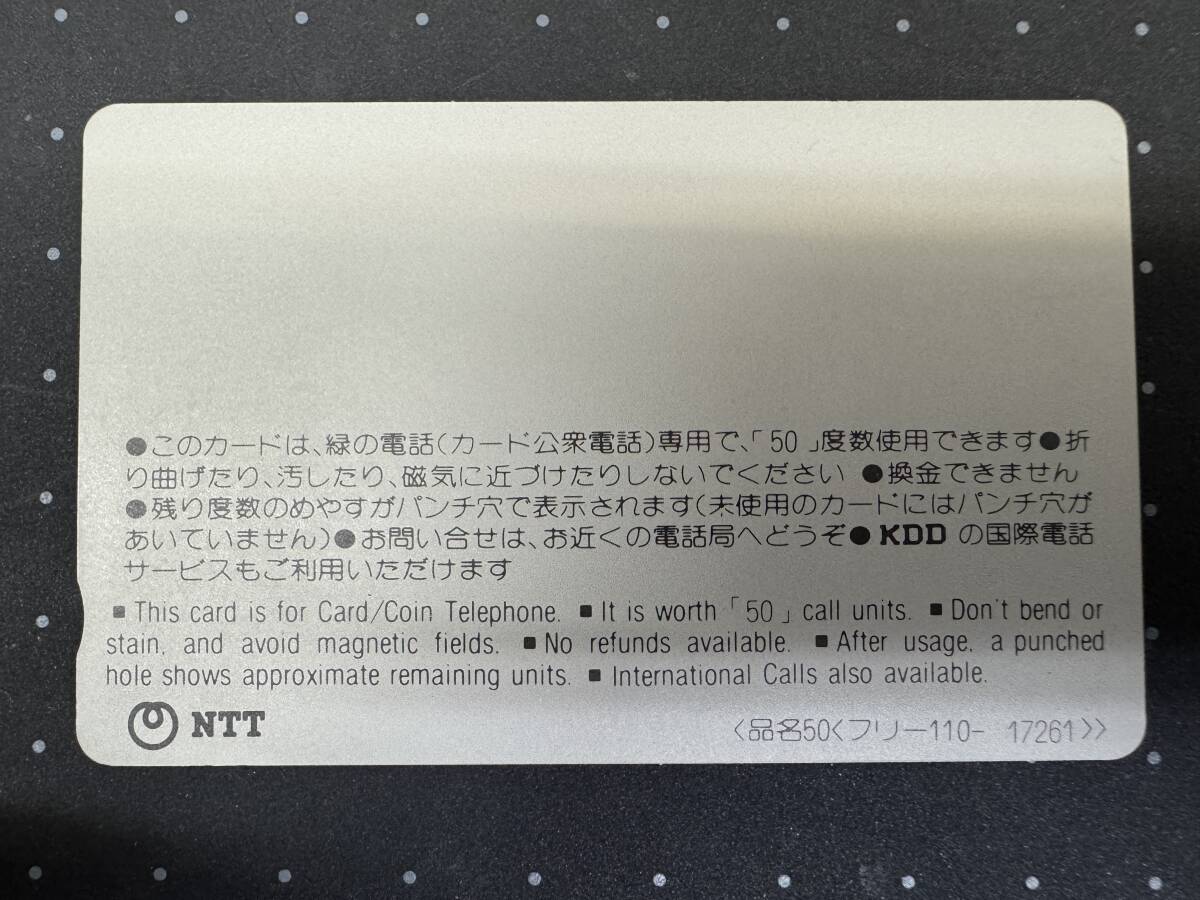 ●このカードは、緑の電話(カード公衆電話)専用で、「50」度数使用できます●折
り曲げたり、汚したり、磁気に近づけたりしないでください ●換金できません
●残り度数のめやすがパンチ穴で表示されます(未使用のカードにはパンチ穴が
あいていません)●お問い合せは、お近くの電話局へどうぞ● KDD の国際電話
サービスもご利用いただけます
■ This card is for Card/Coin Telephone. ■ It is worth「50」call units. ■ Don't bend or
stain, and avoid magnetic fields. ■ No refunds available. ■ After usage, a punched
hole shows approximate remaining units. ■ International Calls also available.
NTT
〈品名50〈フリー110- 17261〉〉